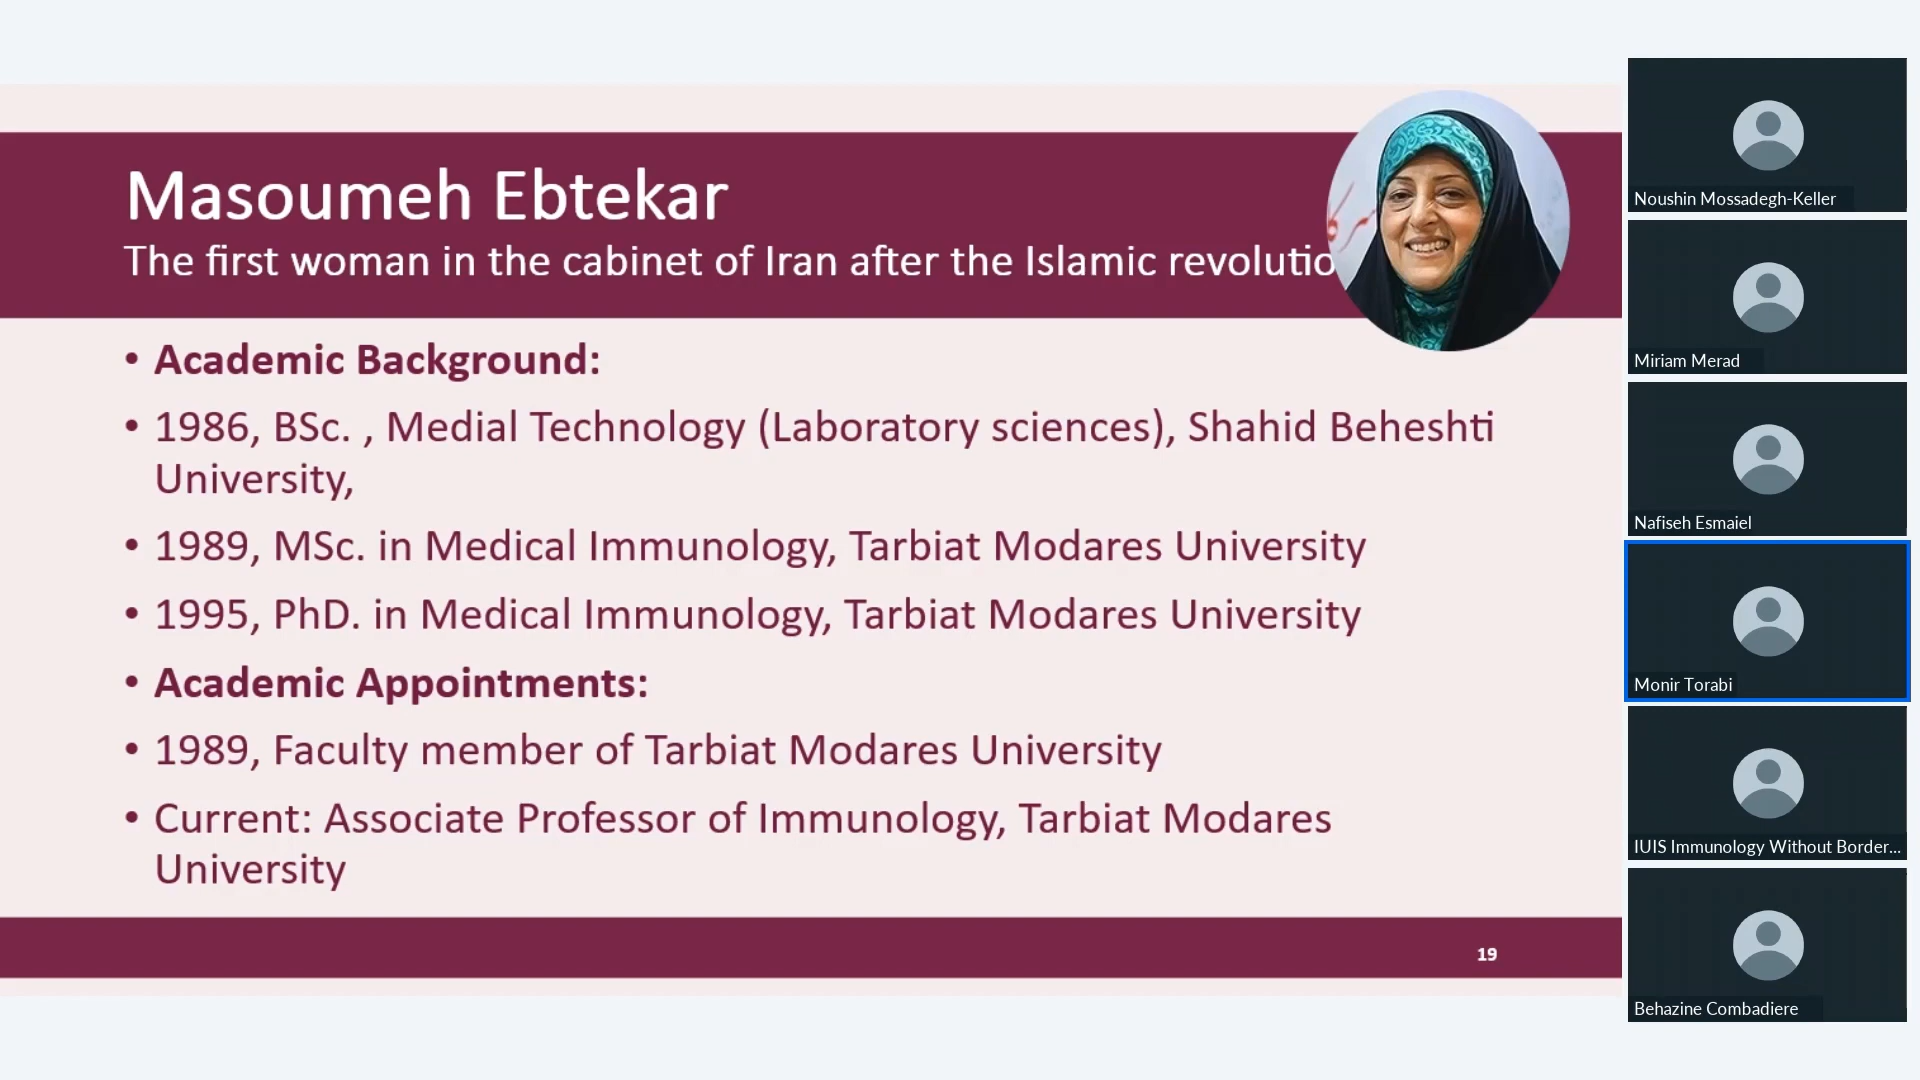 Masoumeh Ebtekar
The first woman in the cabinet of Iran after the Islamic revolutio
• Academic Background:
• 1986, BSc. , Medial Technology (Laboratory sciences), Shahid Beheshti
University,
• 1989, MSc. in Medical Immunology, Tarbiat Modares University
• 1995, PhD. in Medical Immunology, Tarbiat Modares University
• Academic Appointments:
• 1989, Faculty member of Tarbiat Modares University
• Current: Associate Professor of Immunology, Tarbiat Modares
University
19
Noushin Mossadegh-Keller
Miriam Merad
Nafiseh Esmaiel
Monir Torabi
IUIS Immunology Without Border...
Behazine Combadiere